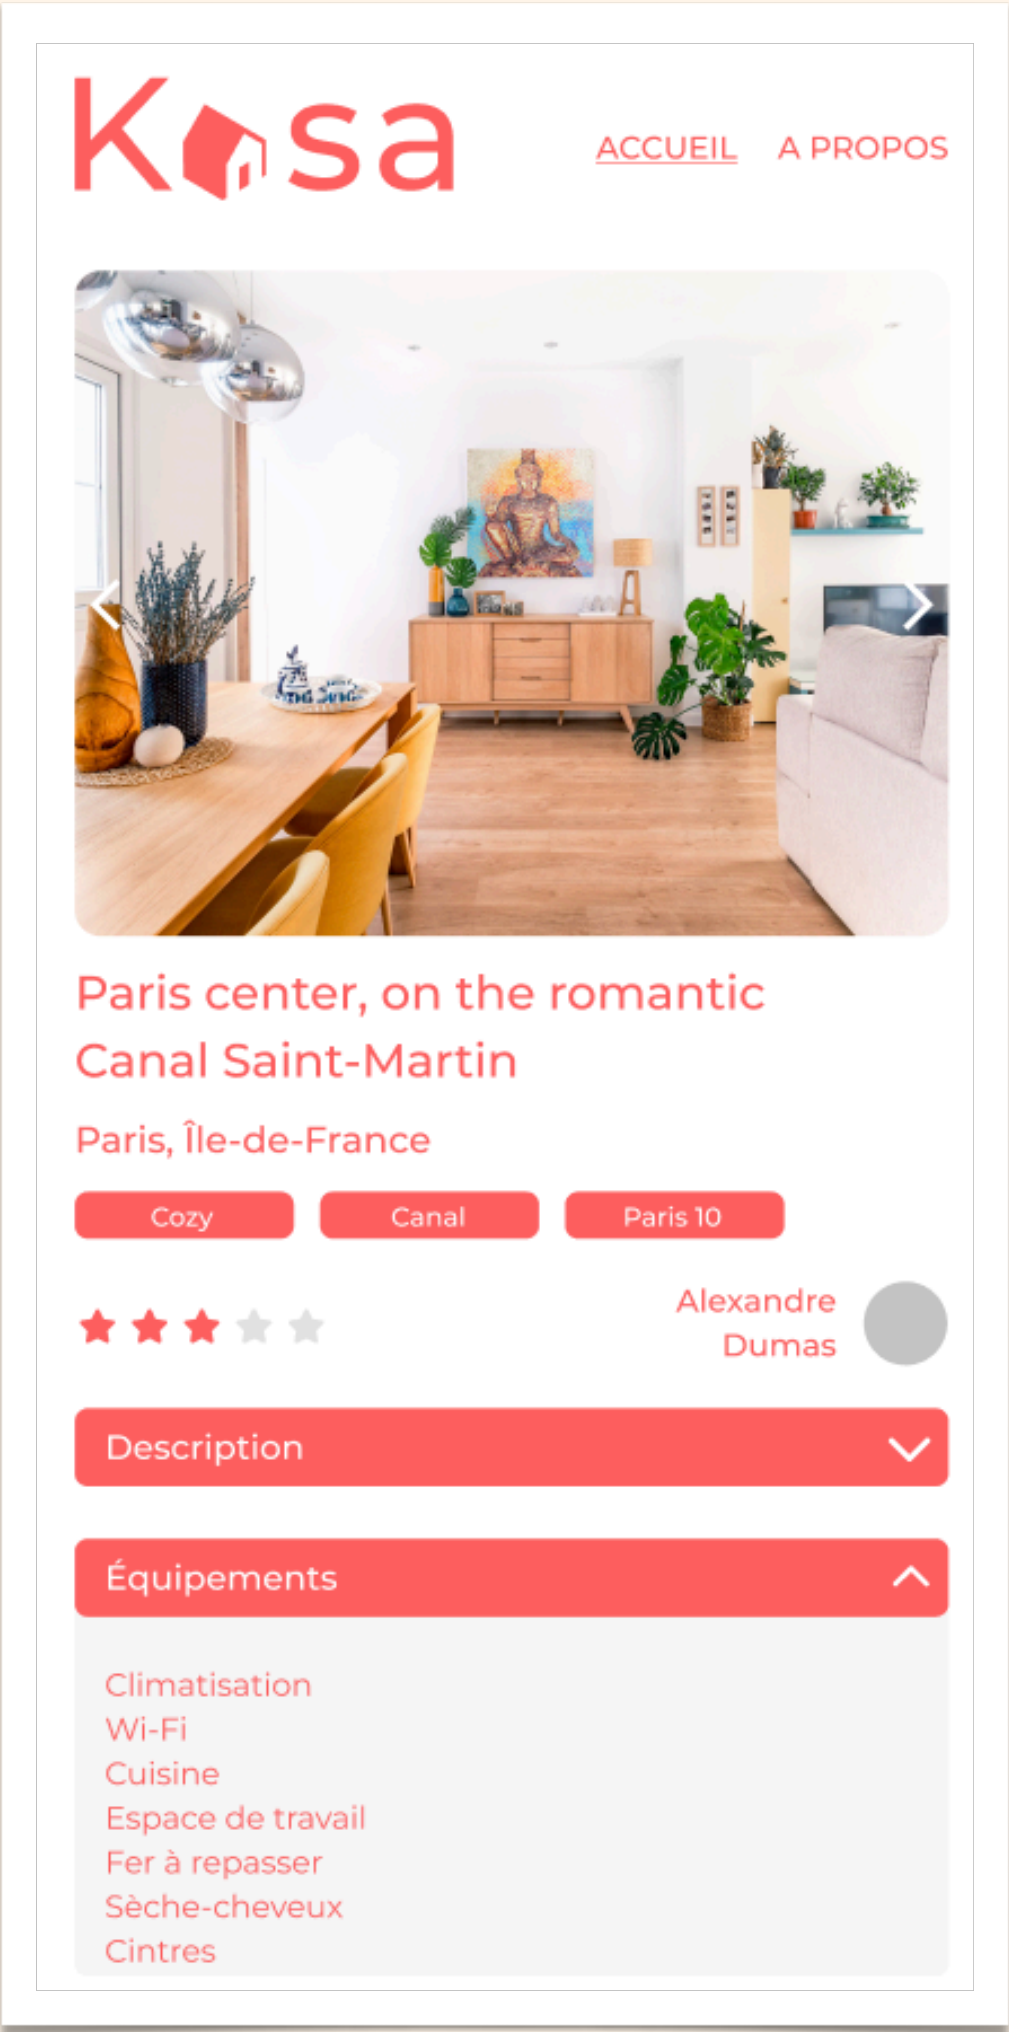 Kasa
ACCUEIL A PROPOS
Paris center, on the romantic
Canal Saint-Martin
Paris, Île-de-France
Cozy Canal Paris 10
Alexandre
Dumas
Description
Équipements
Climatisation
Wi-Fi
Cuisine
Espace de travail
Fer à repasser
Sèche-cheveux
Cintres